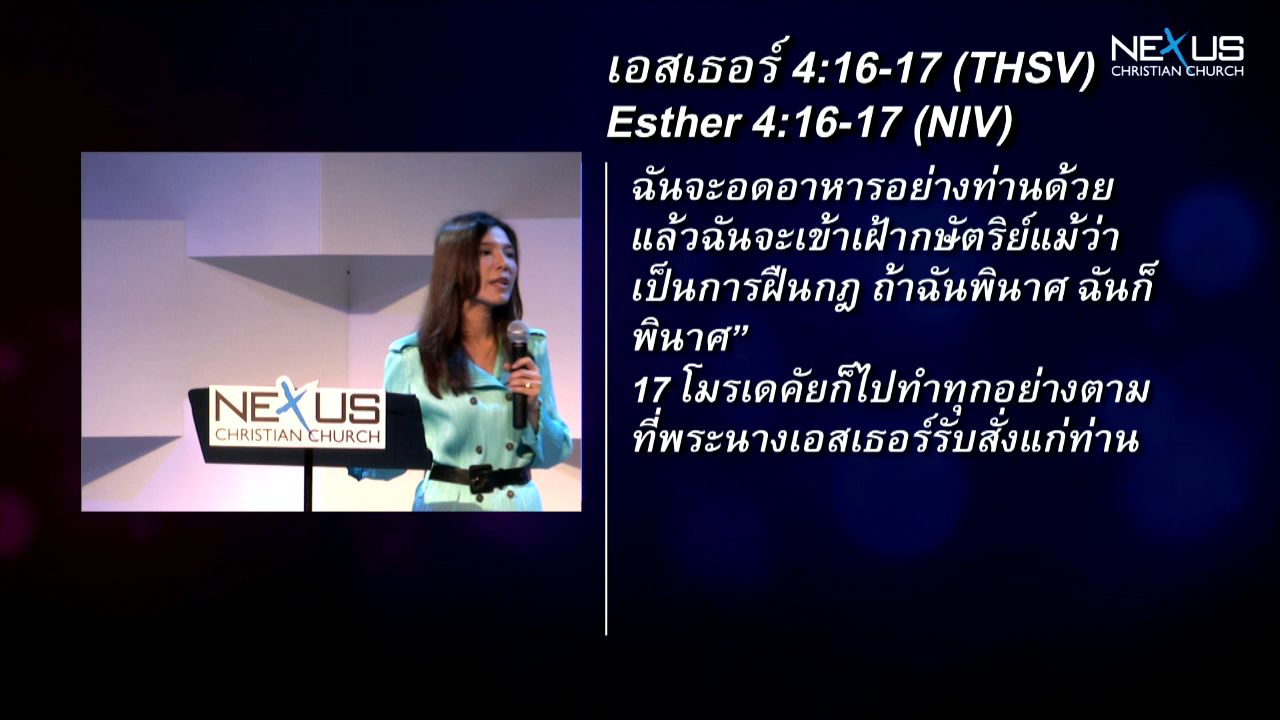 เอสเธอร์ 4:16-17 (THSV)
Esther 4:16-17 (NIV)
NEXUS
CHRISTIAN CHURCH
ฉันจะอดอาหารอย่างท่านด้วย
แล้วฉันจะเข้าเฝ้ากษัตริย์แม้ว่า
เป็นการฝืนกฎ ถ้าฉันพินาศ ฉันก็
พินาศ”
17 โมรเดคัยก็ไปทำทุกอย่างตาม
ที่พระนางเอสเธอร์รับสั่งแก่ท่าน
NEXUS
CHRISTIAN CHURCH